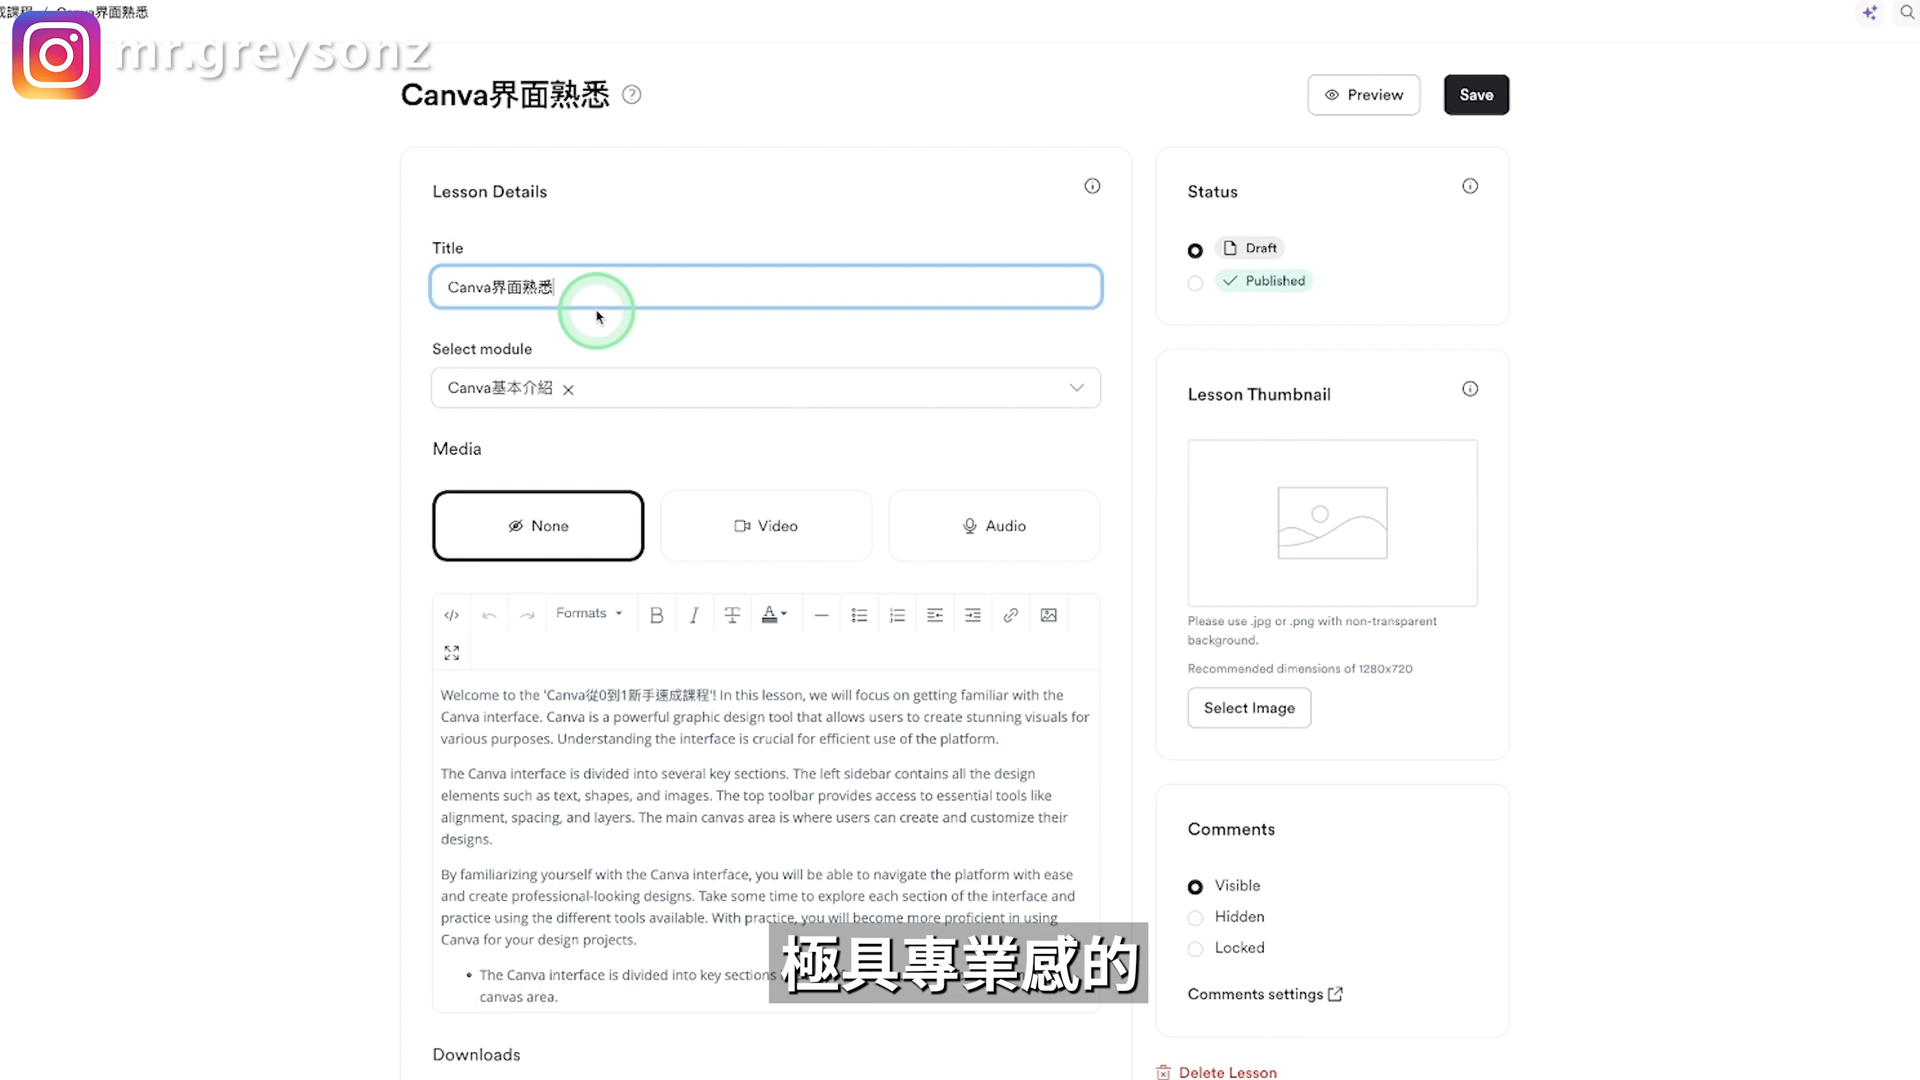 成課程 / Canva界面熟悉
mr.greysonz
Canva界面熟悉
Preview
Save
Lesson Details
Title
Canva界面熟悉
Select module
Canva基本介紹
Media
None
Video
Audio
Formats
Welcome to the 'Canva從0到1新手速成課程'! In this lesson, we will focus on getting familiar with the
Canva interface. Canva is a powerful graphic design tool that allows users to create stunning visuals for
various purposes. Understanding the interface is crucial for efficient use of the platform.
The Canva interface is divided into several key sections. The left sidebar contains all the design
elements such as text, shapes, and images. The top toolbar provides access to essential tools like
alignment, spacing, and layers. The main canvas area is where users can create and customize their
designs.
By familiarizing yourself with the Canva interface, you will be able to navigate the platform with ease
and create professional-looking designs. Take some time to explore each section of the interface and
practice using the different tools available. With practice, you will become more proficient in using
Canva for your design projects.
• The Canva interface is divided into key sections
canvas area.
極具專業感的
Downloads
Status
Draft
Published
Lesson Thumbnail
Please use .jpg or .png with non-transparent
background.
Recommended dimensions of 1280x720
Select Image
Comments
Visible
Hidden
Locked
Comments settings
Delete Lesson